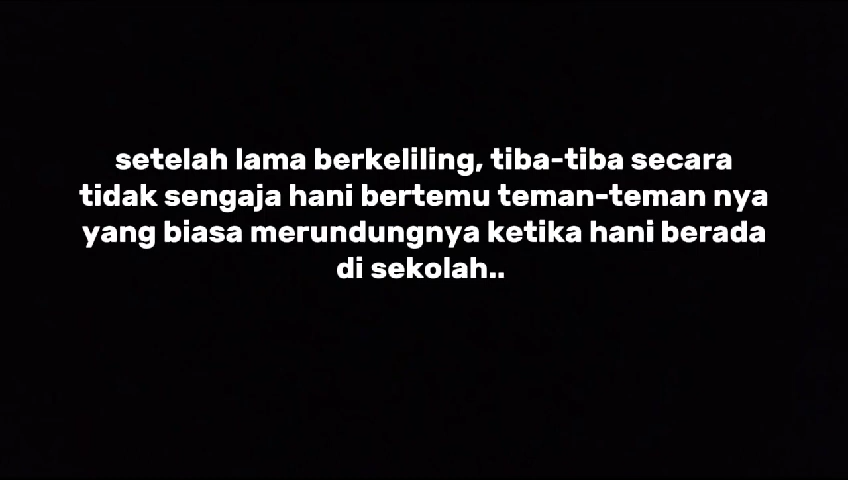 setelah lama berkeliling, tiba-tiba secara
tidak sengaja hani bertemu teman-teman nya
yang biasa merundungnya ketika hani berada
di sekolah..